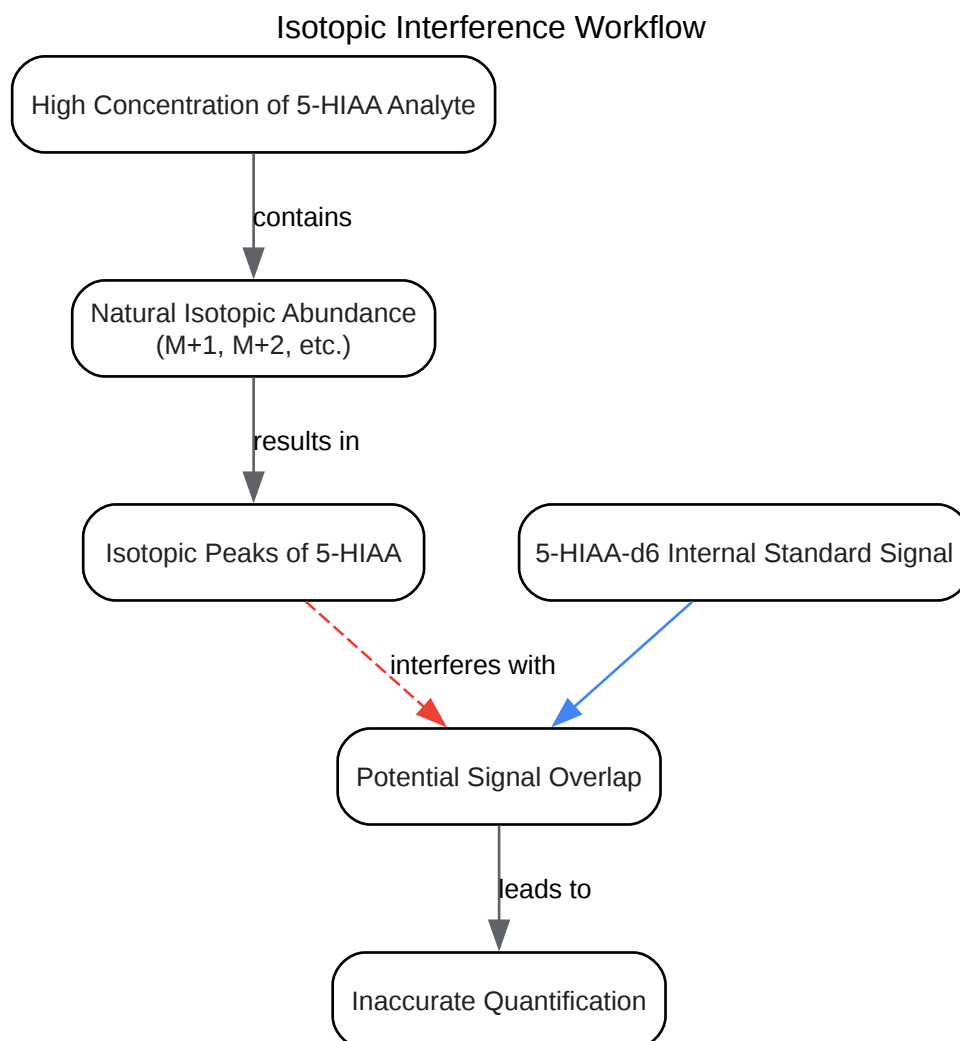 Isotopic Interference Workflow
High Concentration of 5-HIAA Analyte
contains
Natural Isotopic Abundance
(M+1, M+2, etc.)
results in
Isotopic Peaks of 5-HIAA
5-HIAA-d6 Internal Standard Signal
interferes with
Potential Signal Overlap
leads to
Inaccurate Quantification